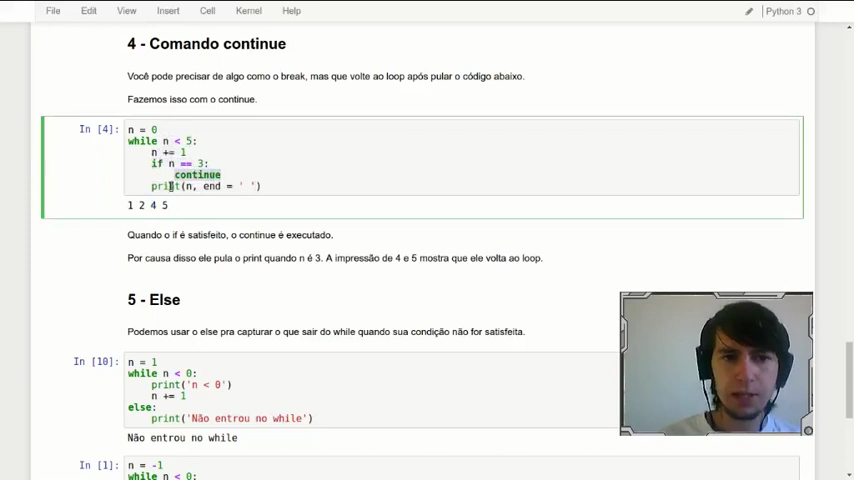 File Edit View Insert Cell Kernel Help Python 3
4 - Comando continue
Você pode precisar de algo como o break, mas que volte ao loop após pular o código abaixo.
Fazemos isso com o continue.
In [4]: n = 0
while n < 5:
n += 1
if n == 3:
continue
print(n, end = ' ')
1 2 4 5
Quando o if é satisfeito, o continue é executado.
Por causa disso ele pula o print quando n é 3. A impressão de 4 e 5 mostra que ele volta ao loop.
5 - Else
Podemos usar o else pra capturar o que sair do while quando sua condição não for satisfeita.
In [10]: n = 1
while n < 0:
print('n < 0')
n += 1
else:
print('Não entrou no while')
Não entrou no while
In [1]: n = -1
while n < 0: